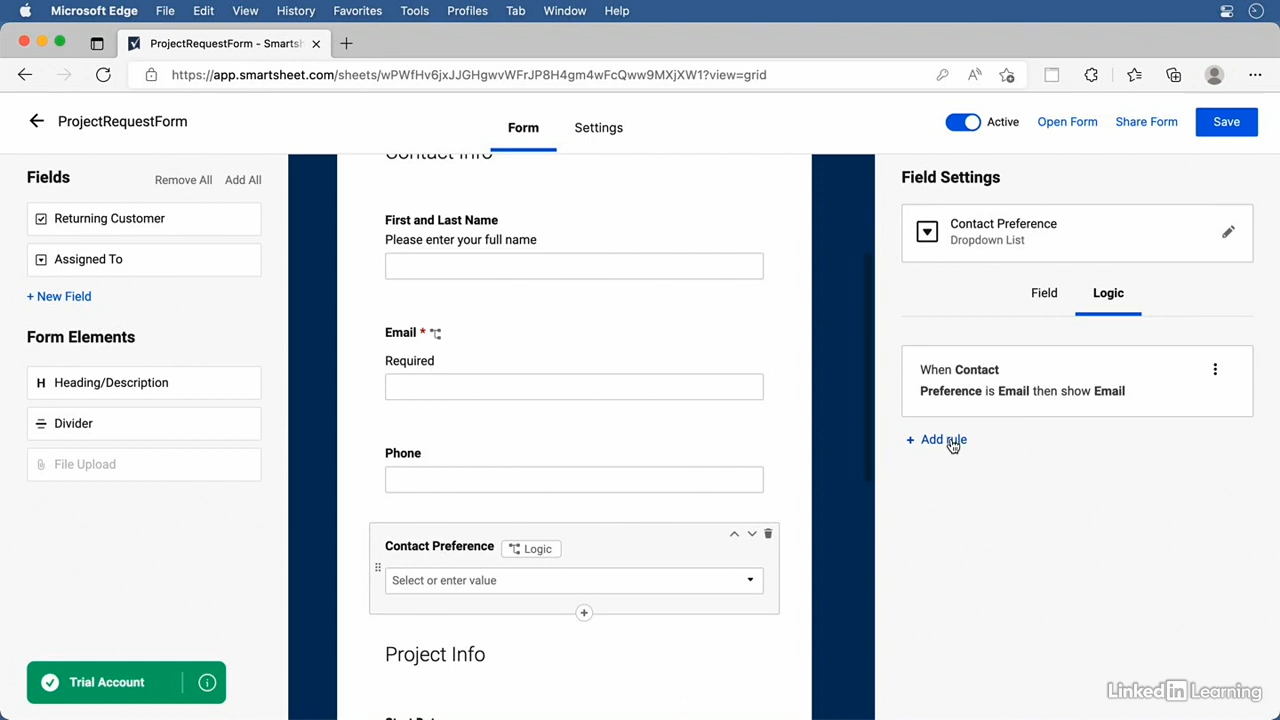 Microsoft Edge File Edit View History Favorites Tools Profiles Tab Window Help
ProjectRequestForm - Smartsh
https://app.smartsheet.com/sheets/wPWfHv6jxJJGHgwvWFrJP8H4gm4wFcQww9MXjXW1?view=grid
ProjectRequestForm
Form
Settings
Active
Open Form
Share Form
Save
Fields
Remove All
Add All
Returning Customer
Assigned To
+ New Field
Form Elements
H Heading/Description
Divider
File Upload
Trial Account
Contact Info
First and Last Name
Please enter your full name
Email *
Required
Phone
Contact Preference
Logic
Select or enter value
Project Info
Field Settings
Contact Preference
Dropdown List
Field
Logic
When Contact
Preference is Email then show Email
+ Add rule
LinkedIn Learning